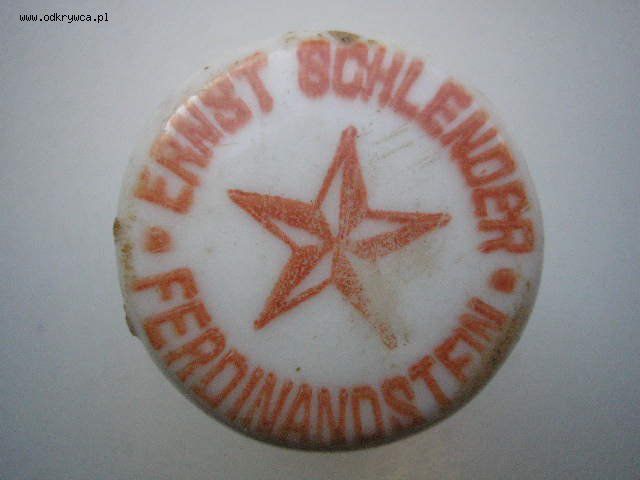 www.odkrywca.pl
ERNST SCHLENDER
FERDINANDSTEIN